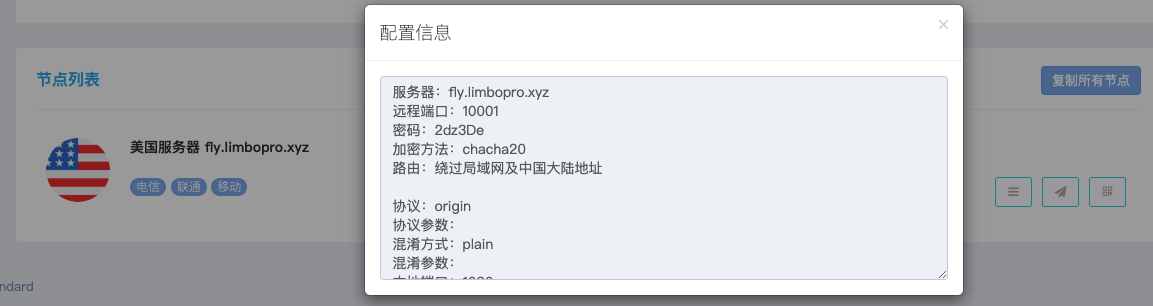 配置信息
×
节点列表
复制所有节点
服务器：fly.limbopro.xyz
远程端口：10001
密码：2dz3De
加密方法：chacha20
路由：绕过局域网及中国大陆地址
协议：origin
协议参数：
混淆方式：plain
混淆参数：
美国服务器 fly.limbopro.xyz
电信 联通 移动
ndard